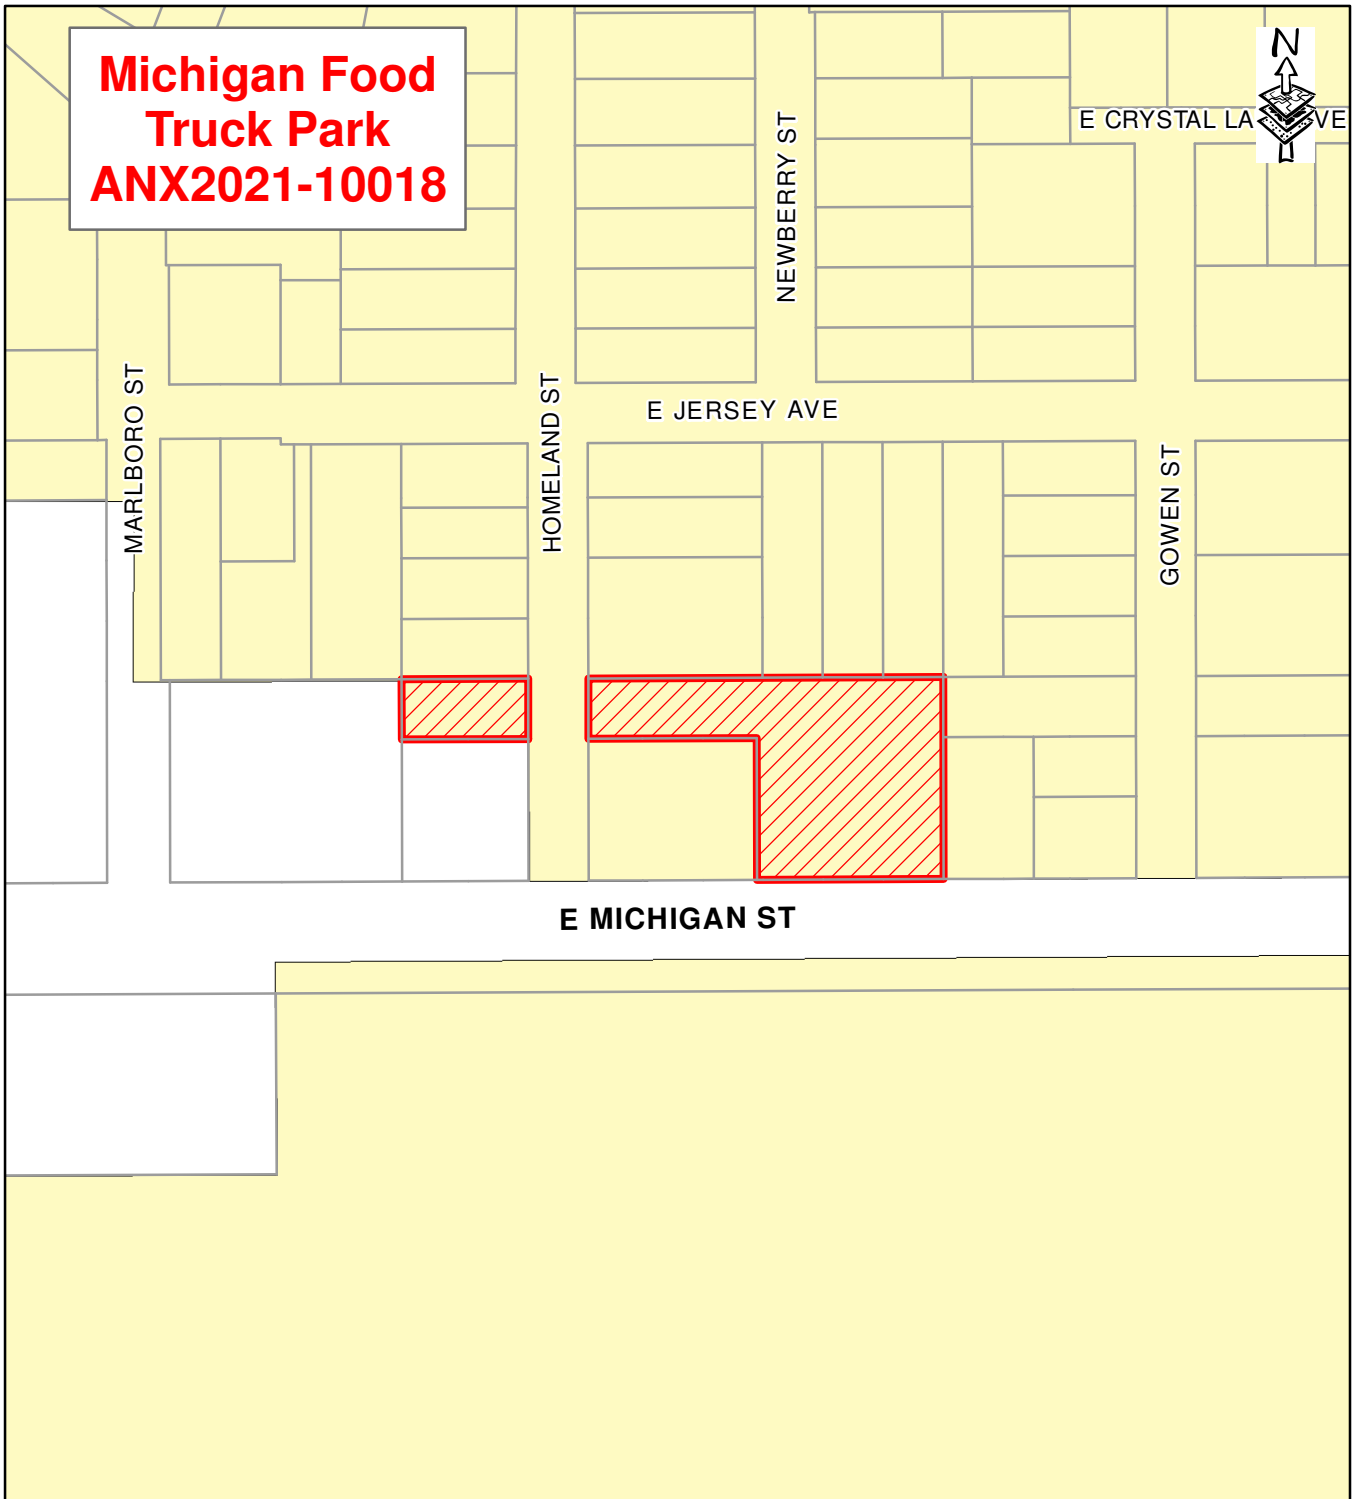 Michigan Food
Truck Park
ANX2021-10018
N
E CRYSTAL LA VE
NEWBERRY ST
MARLBORO ST
HOMELAND ST
E JERSEY AVE
GOWEN ST
E MICHIGAN ST